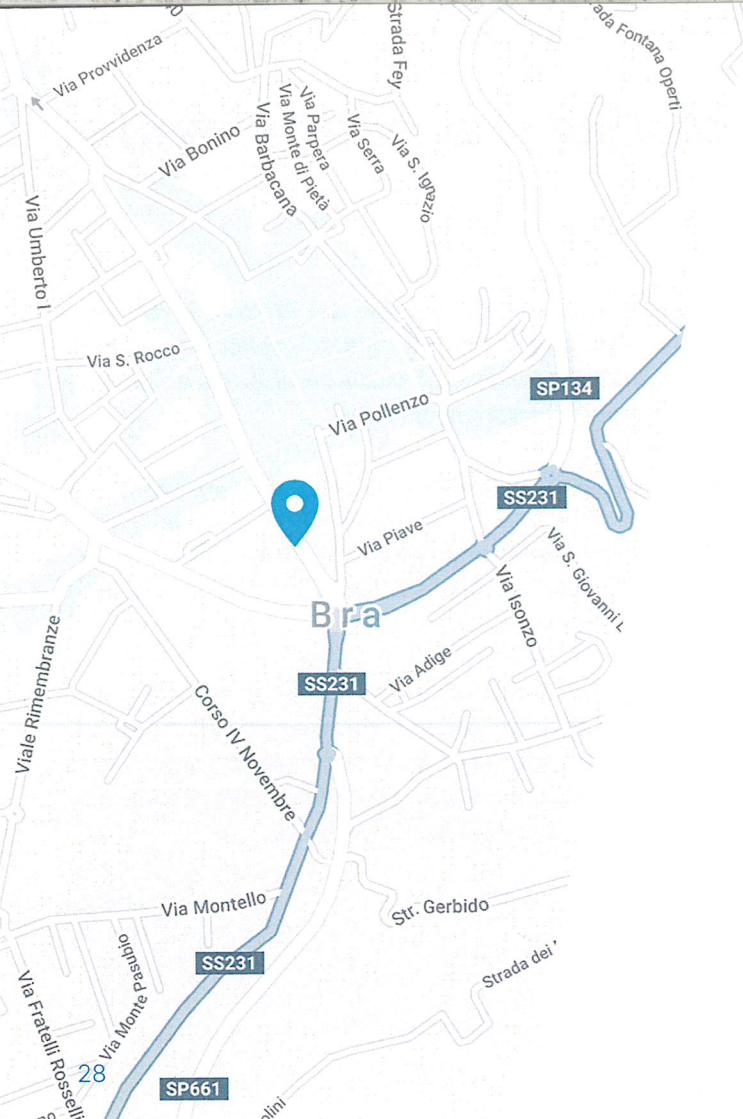 Via Provvidenza
Strada Fey
ada Fontana Operti
Via Bonino
Via Barbacana
Via Monte di Pietà
Via Parpera
Via Serra
Via S. Ignazio
Via Umberto I
Via S. Rocco
SP134
Via Pollenzo
SS231
Via Piave
Via S. Giovanni L
Via Isonzo
Bra
Viale Rimembranze
Via Adige
SS231
Corso IV Novembre
Via Montello
Str. Gerbido
SS231
Via Monte Pasubio
Strada dei
Via Fratelli Rosselli
28
SP661
olini